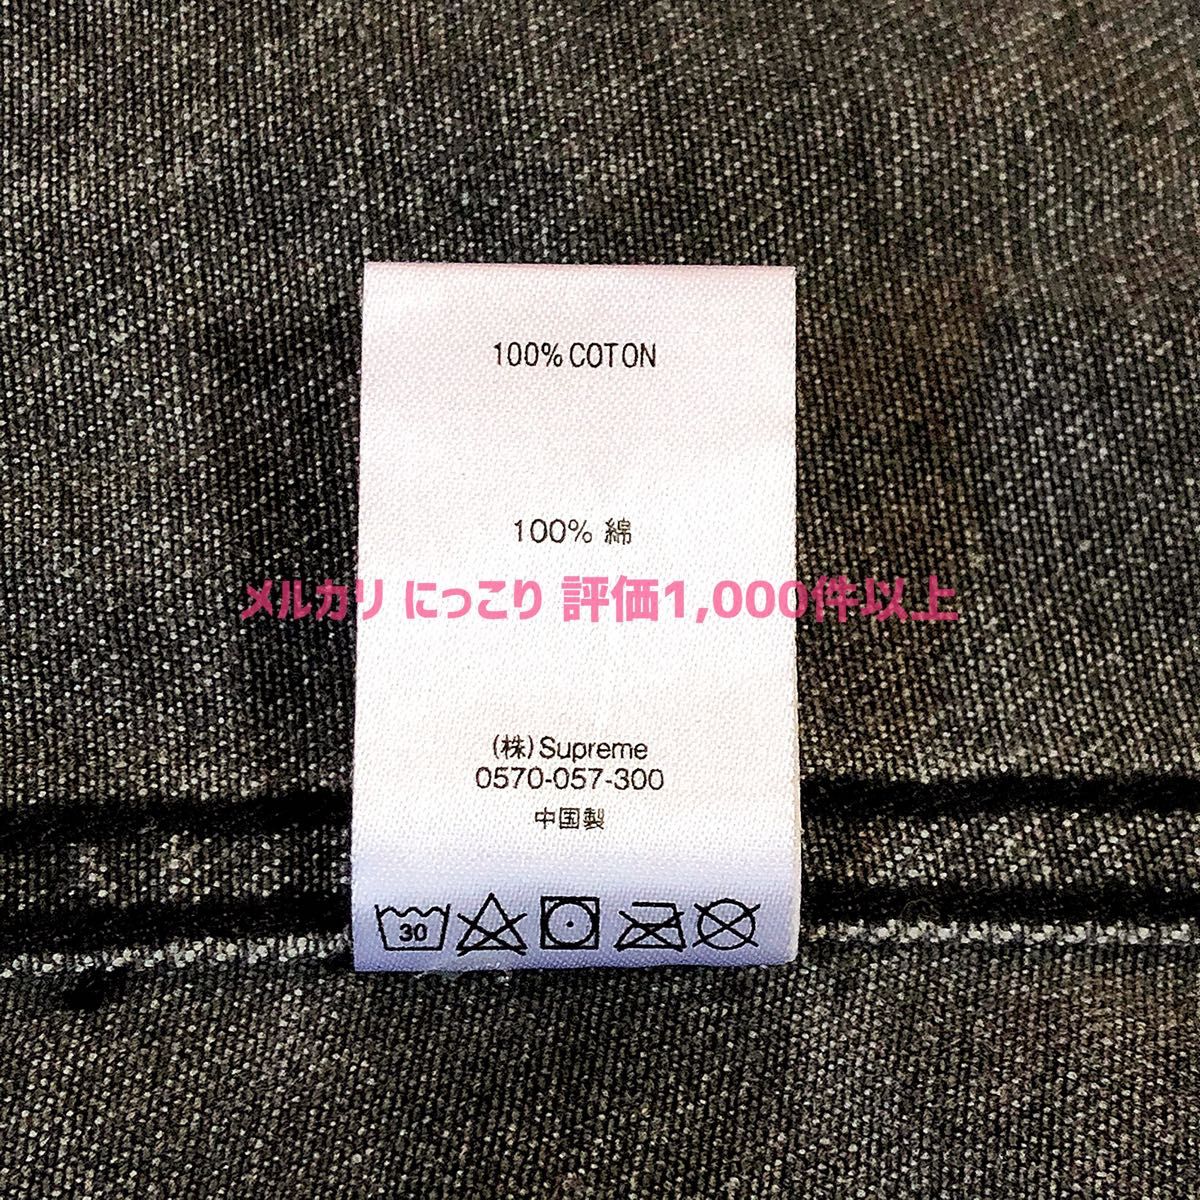 100% COTON
100% 綿
メルカリ にっこり 評価1,000件以上
(株) Supreme
0570-057-300
中国製
30